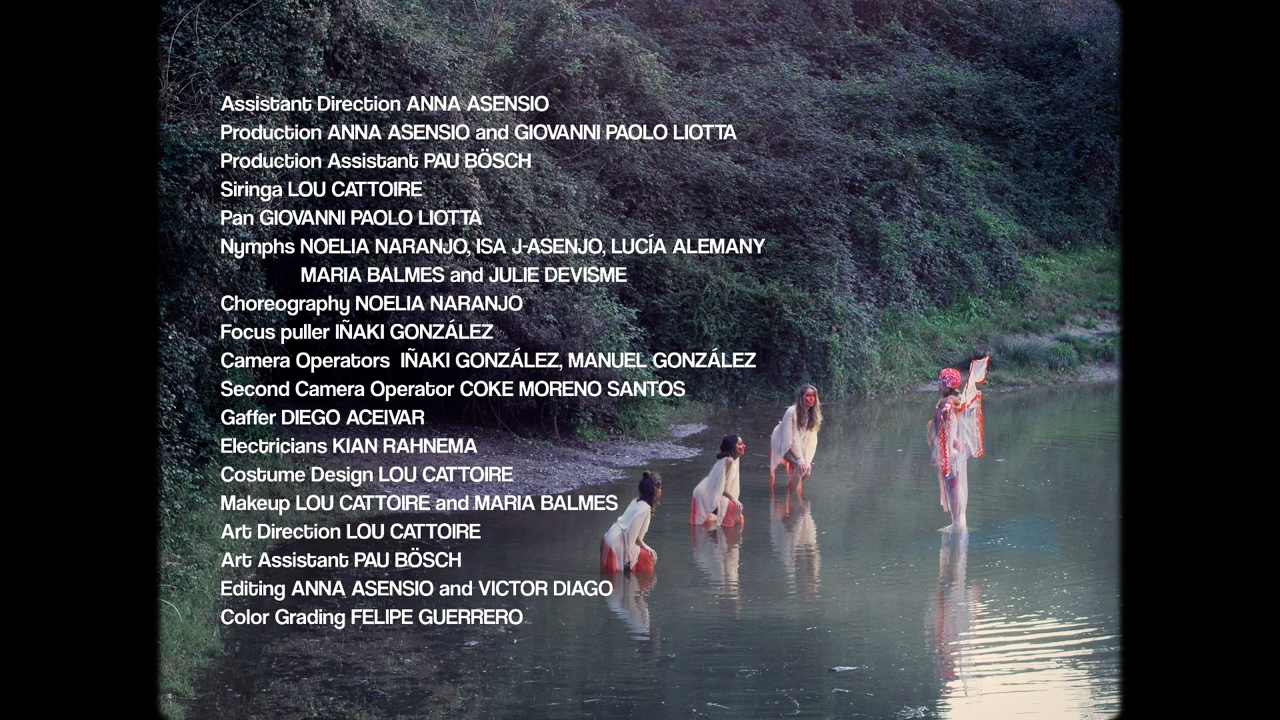 Assistant Direction ANNA ASENSIO
Production ANNA ASENSIO and GIOVANNI PAOLO LIOTTA
Production Assistant PAU BÖSCH
Siringa LOU CATTOIRE
Pan GIOVANNI PAOLO LIOTTA
Nymphs NOELIA NARANJO, ISA J-ASENJO, LUCÍA ALEMANY
MARIA BALMES and JULIE DEVISME
Choreography NOELIA NARANJO
Focus puller IÑAKI GONZÁLEZ
Camera Operators IÑAKI GONZÁLEZ, MANUEL GONZÁLEZ
Second Camera Operator COKE MORENO SANTOS
Gaffer DIEGO ACEIVAR
Electricians KIAN RAHNEMA
Costume Design LOU CATTOIRE
Makeup LOU CATTOIRE and MARIA BALMES
Art Direction LOU CATTOIRE
Art Assistant PAU BÖSCH
Editing ANNA ASENSIO and VICTOR DIAGO
Color Grading FELIPE GUERRERO